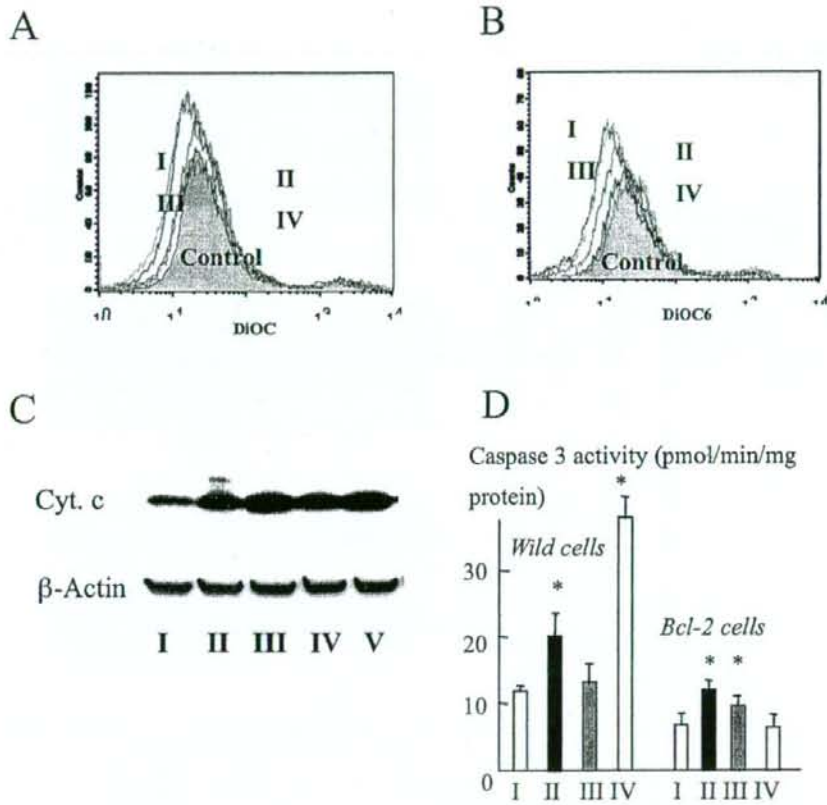 A
I
II
III
IV
Control
DiOC
B
I
II
III
IV
Control
DiOC6
C
Cyt. c
β-Actin
I II III IV V
D
Caspase 3 activity (pmol/min/mg
protein)
*
Wild cells
*
30
Bcl-2 cells
* *
20
10
0
I II III IV I II III IV